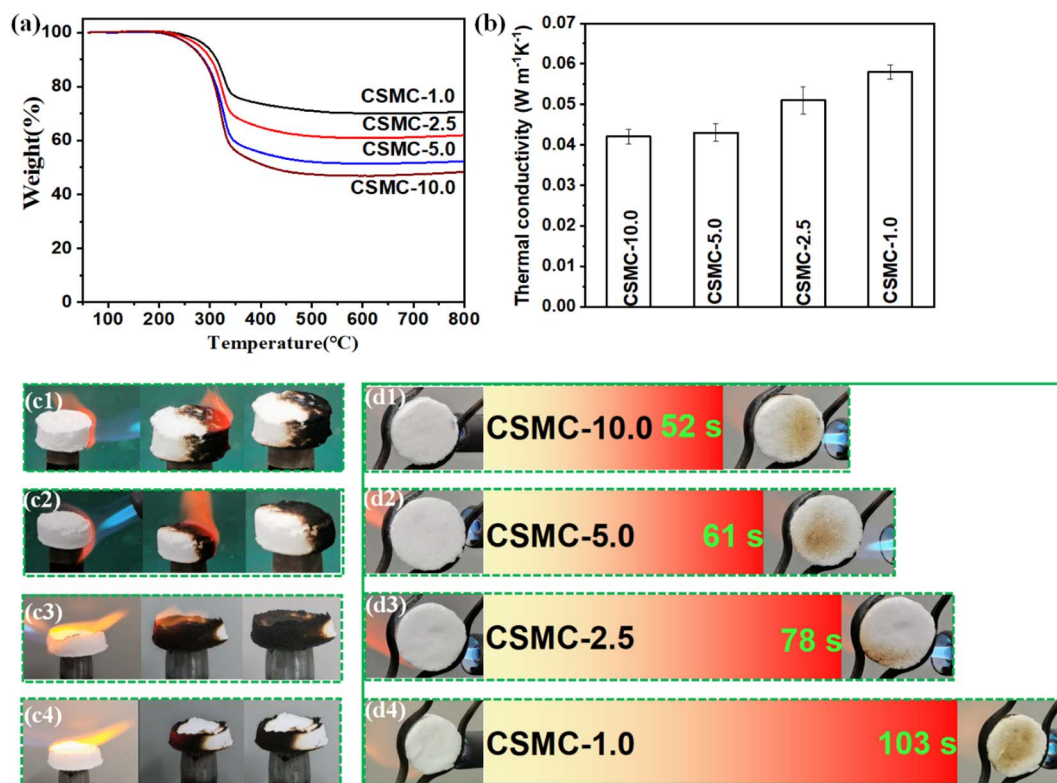 (a)
100
80
60
40
20
0
Weight(%)
CSMC-1.0
CSMC-2.5
CSMC-5.0
CSMC-10.0
100 200 300 400 500 600 700 800
Temperature(°C)
(b)
0.07
0.06
0.05
0.04
0.03
0.02
0.01
0.00
Thermal conductivity (W m⁻¹K⁻¹)
CSMC-10.0
CSMC-5.0
CSMC-2.5
CSMC-1.0
(c1)
(d1)
CSMC-10.0 52 s
(c2)
(d2)
CSMC-5.0 61 s
(c3)
(d3)
CSMC-2.5 78 s
(c4)
(d4)
CSMC-1.0 103 s